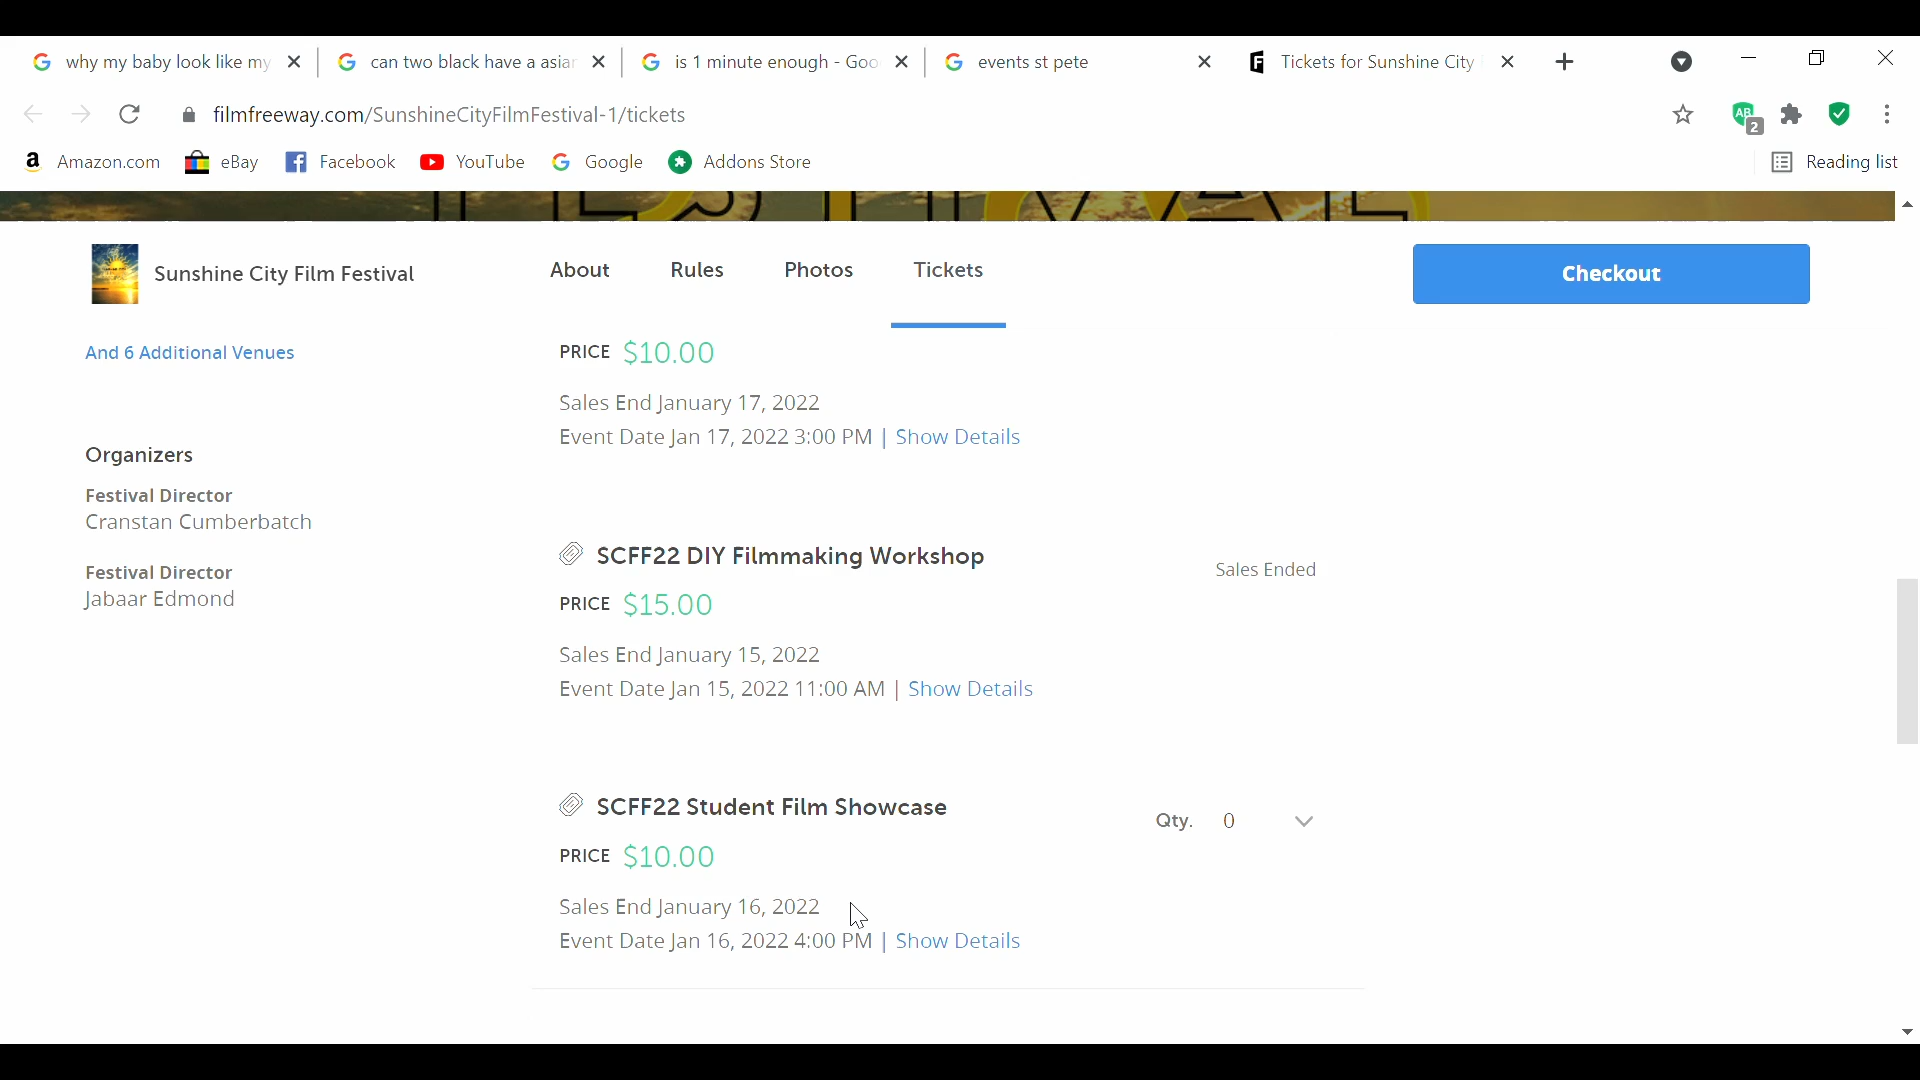 why my baby look like my
can two black have a asian
is 1 minute enough - Goo
events st pete
Tickets for Sunshine City
filmfreeway.com/SunshineCityFilmFestival-1/tickets
AB
2
a Amazon.com
eBay
Facebook
YouTube
Google
Addons Store
Reading list
Sunshine City Film Festival
About
Rules
Photos
Tickets
Checkout
And 6 Additional Venues
Organizers
Festival Director
Cranstan Cumberbatch
Festival Director
Jabaar Edmond
PRICE $10.00
Sales End January 17, 2022
Event Date Jan 17, 2022 3:00 PM | Show Details
SCFF22 DIY Filmmaking Workshop
Sales Ended
PRICE $15.00
Sales End January 15, 2022
Event Date Jan 15, 2022 11:00 AM | Show Details
SCFF22 Student Film Showcase
Qty. 0
PRICE $10.00
Sales End January 16, 2022
Event Date Jan 16, 2022 4:00 PM | Show Details